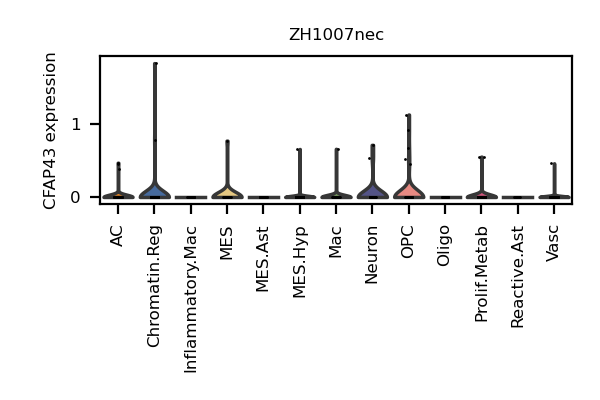 ZH1007nec
CFAP43 expression
1
0
AC
Chromatin.Reg
Inflammatory.Mac
MES
MES.Ast
MES.Hyp
Mac
Neuron
OPC
Oligo
Prolif.Metab
Reactive.Ast
Vasc